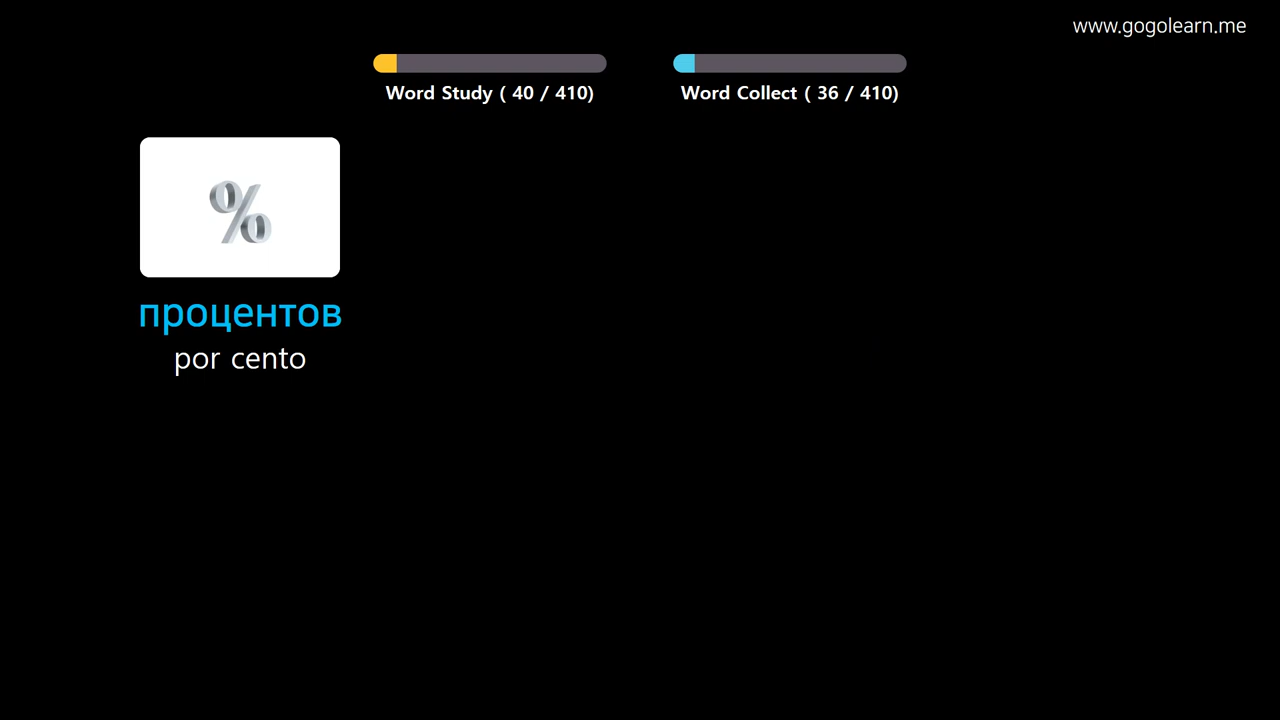 www.gogolearn.me
Word Study ( 40 / 410)
Word Collect ( 36 / 410)
%
процентов
por cento